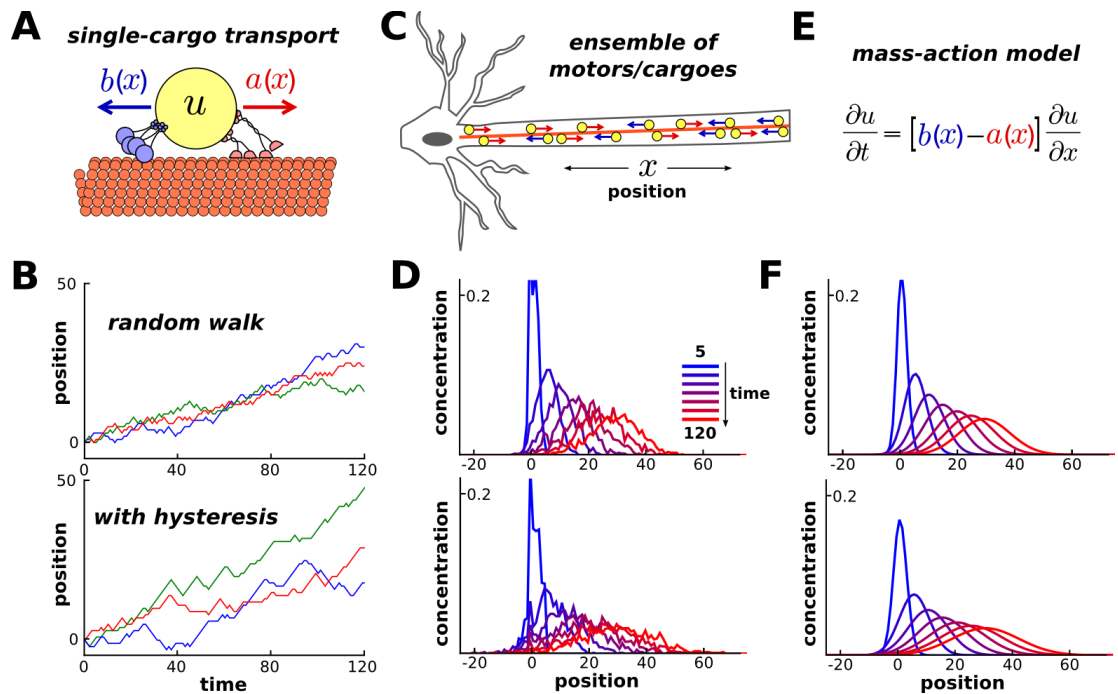 A
single-cargo transport
b(x)
a(x)
u
B
50
position
0
random walk
0
40
80
120
50
position
0
with hysteresis
0
40
80
120
time
C
ensemble of
motors/cargoes
x
position
D
concentration
0.2
5
time
120
-20
0
20
40
60
concentration
0.2
-20
0
20
40
60
position
E
mass-action model
∂u/∂t = [b(x) − a(x)] ∂u/∂x
F
concentration
0.2
-20
0
20
40
60
concentration
0.2
-20
0
20
40
60
position